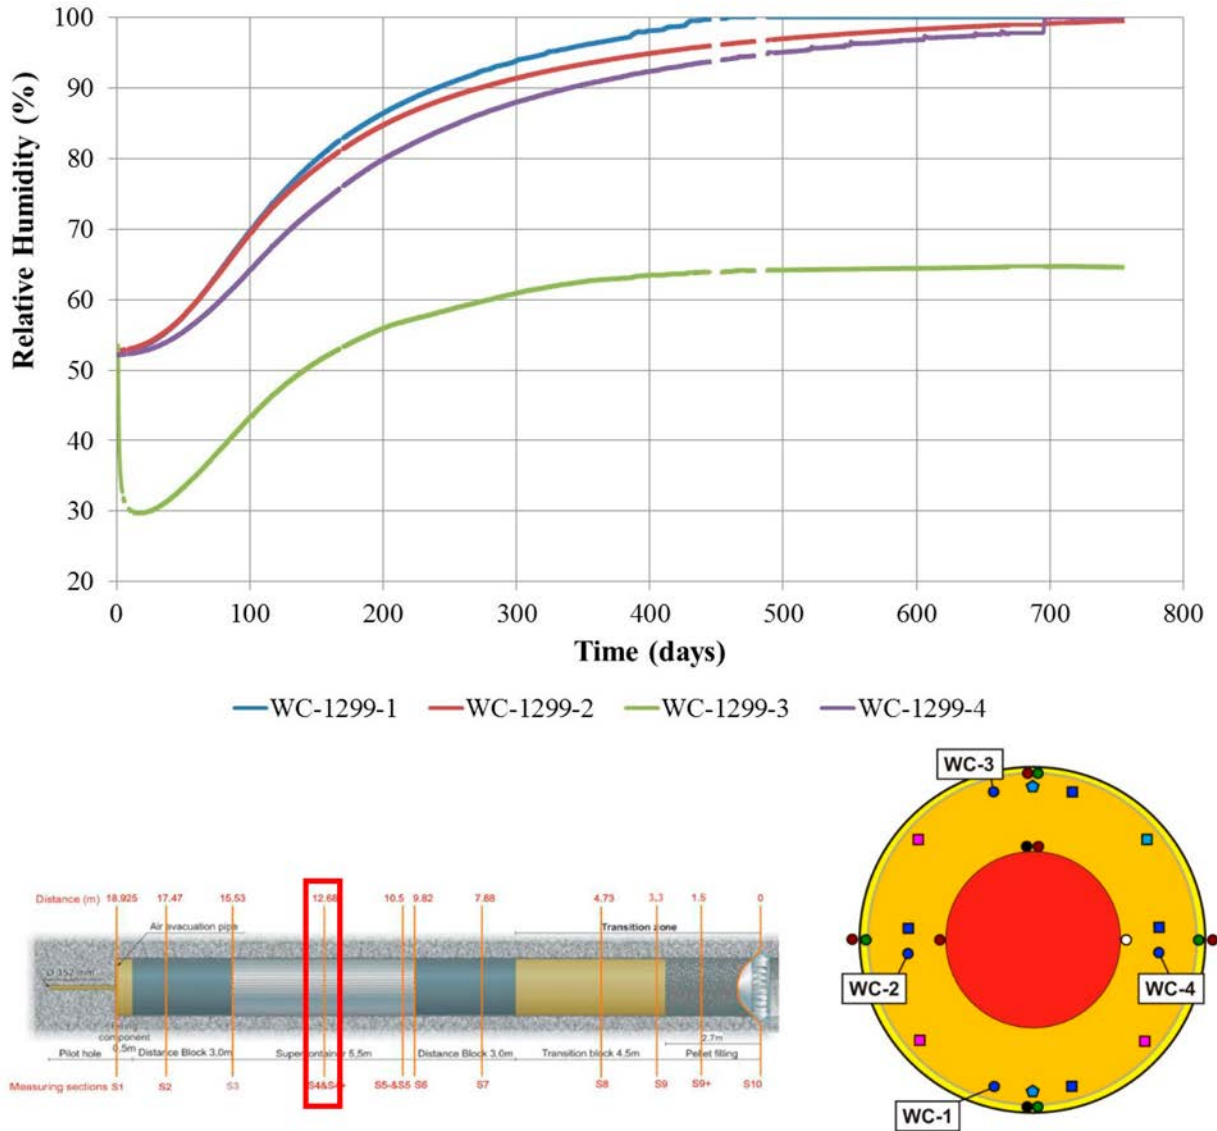 Relative Humidity (%)
100
90
80
70
60
50
40
30
20
0 100 200 300 400 500 600 700 800
Time (days)
WC-1299-1 WC-1299-2 WC-1299-3 WC-1299-4
Distance (m) 18.925 17.47 15.53 12.68 10.5 9.82 7.88 4.73 3.3 1.5 0
Air evacuation pipe
Transition zone
Ø 152 mm
component
0.5m
2.7m
Pilot hole Distance Block 3.0m Supercontainer 5.5m Distance Block 3.0m Transition block 4.5m Pellet filling
Measuring sections S1 S2 S3 S4&S4+ S5-&S5 S6 S7 S8 S9 S9+ S10
WC-3
WC-2
WC-4
WC-1